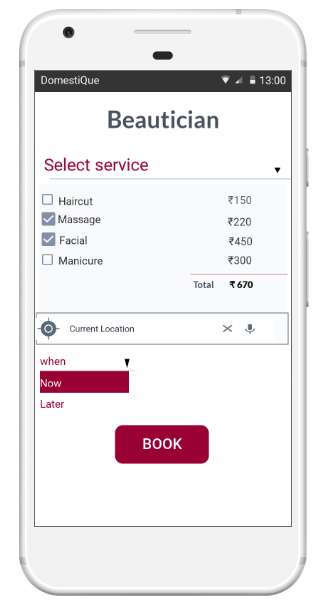 DomestiQue 13:00
Beautician
Select service
Haircut ₹150
Massage ₹220
Facial ₹450
Manicure ₹300
Total ₹670
Current Location
when
Now
Later
BOOK